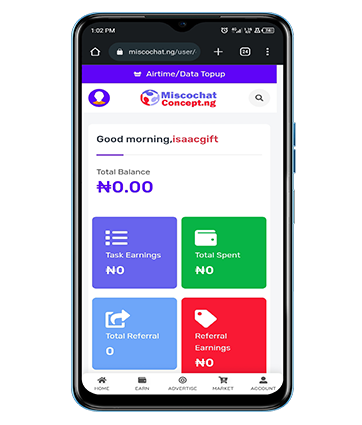 1:02 PM
miscochat.ng/user/
24
Airtime/Data Topup
Miscochat
Concept.ng
Good morning,isaacgift
Total Balance
₦0.00
Task Earnings
₦0
Total Spent
₦0
Total Referral
0
Referral
Earnings
₦0
HOME
EARN
ADVERTISE
MARKET
ACCOUNT